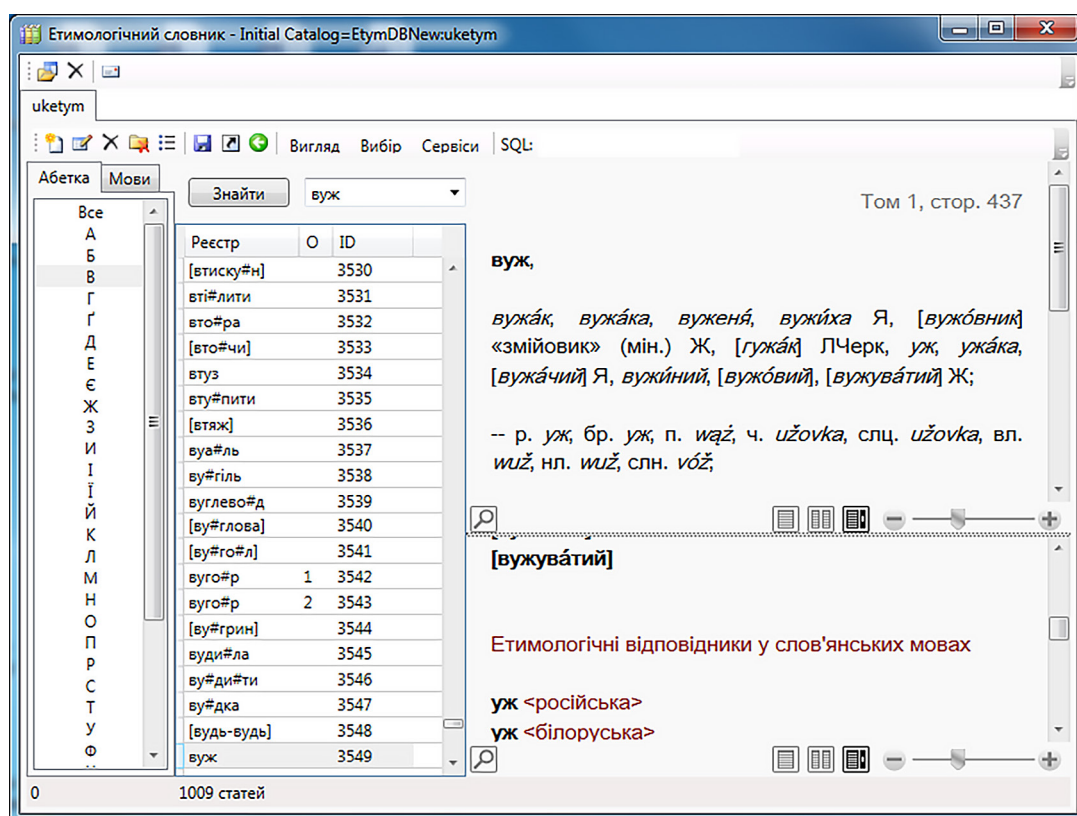 Етимологічний словник - Initial Catalog=EtymDBNew:uketym
uketym
Вигляд Вибір Сервіси SQL:
Абетка Мови
Все
А
Б
В
Г
Ґ
Д
Е
Є
Ж
З
И
І
Ї
Й
К
Л
М
Н
О
П
Р
С
Т
У
Ф
Знайти вуж
Реєстр О ID
[втиску#н] 3530
вті#лити 3531
вто#ра 3532
[вто#чи] 3533
втуз 3534
вту#пити 3535
[втяж] 3536
вуа#ль 3537
ву#гіль 3538
вуглево#д 3539
[ву#глова] 3540
[ву#го#л] 3541
вуго#р 1 3542
вуго#р 2 3543
[ву#грин] 3544
вуди#ла 3545
ву#ди#ти 3546
ву#дка 3547
[вудь-вудь] 3548
вуж 3549
Том 1, стор. 437
вуж,
вужа́к, вужа́ка, вуженя́, вужи́ха Я, [вужо́вник]
«змійовик» (мін.) Ж, [гужа́к] ЛЧерк, уж, ужа́ка,
[вужа́чий] Я, вужи́ний, [вужо́вий], [вужува́тий] Ж;
-- р. уж, бр. уж, п. wąż, ч. užovka, слц. užovka, вл.
wuž, нл. wuž, слн. vóž;
[вужува́тий]
Етимологічні відповідники у слов'янських мовах
уж <російська>
уж <білоруська>
0 1009 статей